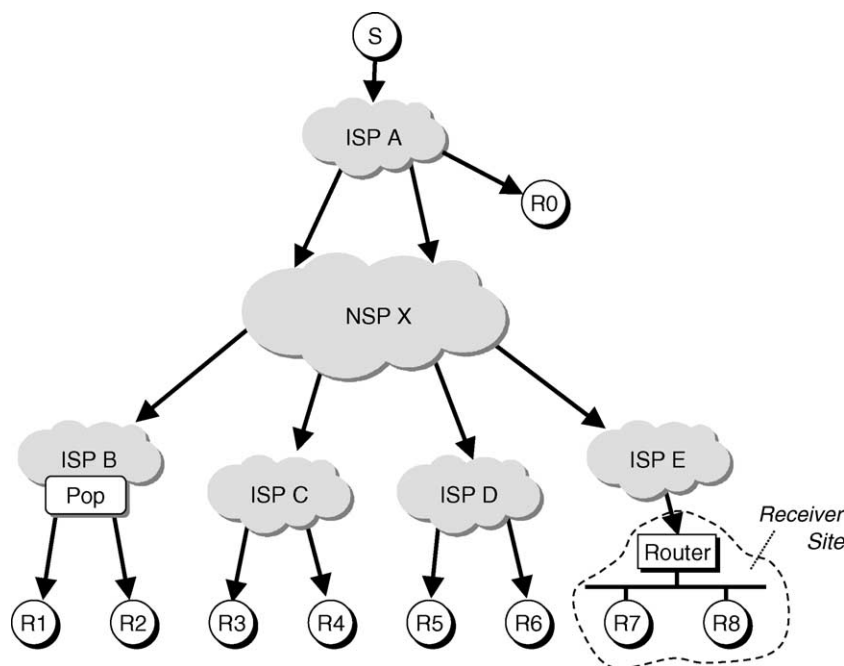 S
ISP A
R0
NSP X
ISP B
Pop
ISP C
ISP D
ISP E
Receiver
Site
Router
R1
R2
R3
R4
R5
R6
R7
R8